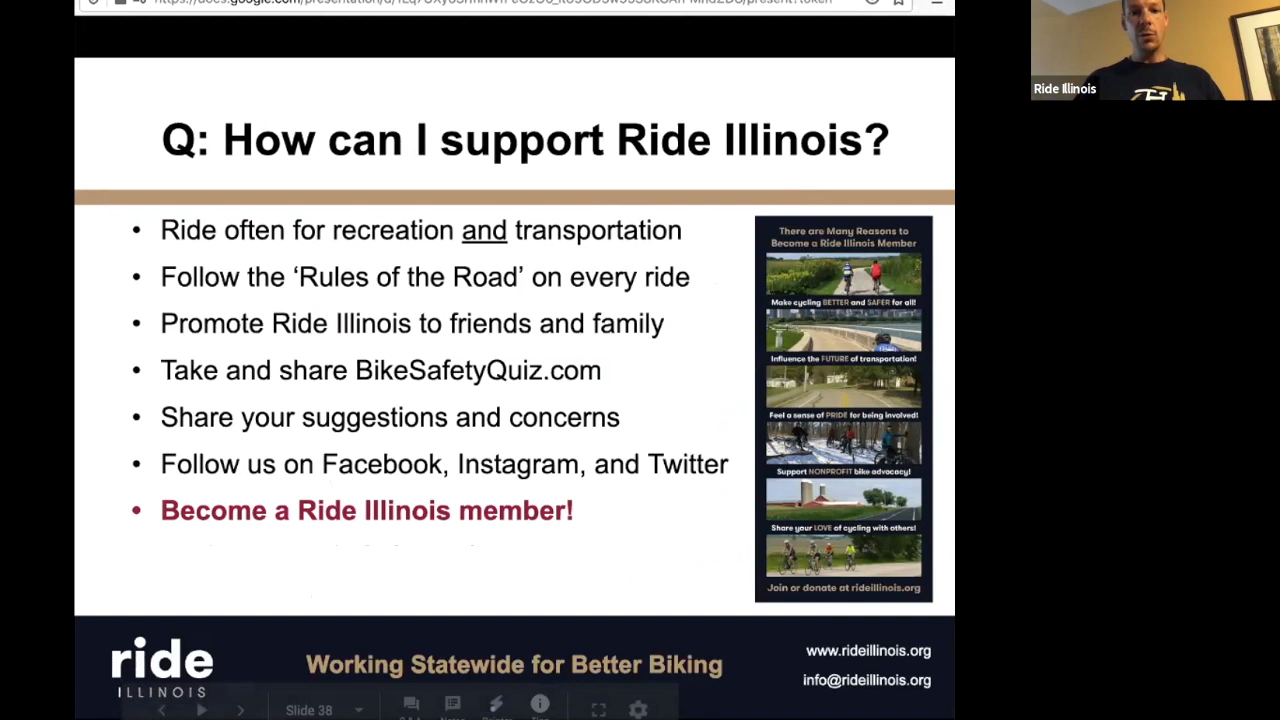 Q: How can I support Ride Illinois?
• Ride often for recreation and transportation
• Follow the ‘Rules of the Road’ on every ride
• Promote Ride Illinois to friends and family
• Take and share BikeSafetyQuiz.com
• Share your suggestions and concerns
• Follow us on Facebook, Instagram, and Twitter
• Become a Ride Illinois member!
There are Many Reasons to
Become a Ride Illinois Member
Make cycling BETTER and SAFER for all!
Influence the FUTURE of transportation!
Feel a sense of PRIDE for being involved!
Support NONPROFIT bike advocacy!
Share your LOVE of cycling with others!
Join or donate at rideillinois.org
ride
ILLINOIS
Working Statewide for Better Biking
www.rideillinois.org
info@rideillinois.org
Slide 38
Ride Illinois